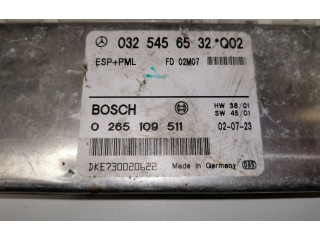 032 545 65 32 *Q02
ESP+PML FD 02M07
BOSCH
HW 38/01
SW 45/01
0 265 109 511
02-07-23
DKE730020622
Made in Germany